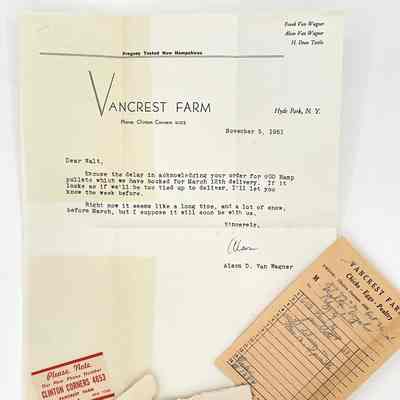 Frank Van Wagner
Alson Van Wagner
H. Dean Tuttle
Progeny Tested New Hampshires
VANCREST FARM
Phone Clinton Corners
Hyde Park, N. Y.
November 5, 1951
Dear Walt,
Excuse the delay in acknowledging your order for 600 Hamp
pullets which we have booked for March 12th delivery. If it
looks as if we'll be too tied up to deliver, I'll let you
know the week before.
Right now it seems like a long time, and a lot of snow,
before March, but I suppose it will soon be with us.
Sincerely,
Alson
Alson D. Van Wagner
VANCREST FARM
Chicks - Eggs - Poultry
M
Please Note
Our New Phone Number
CLINTON CORNERS 4653
VANCREST FARM